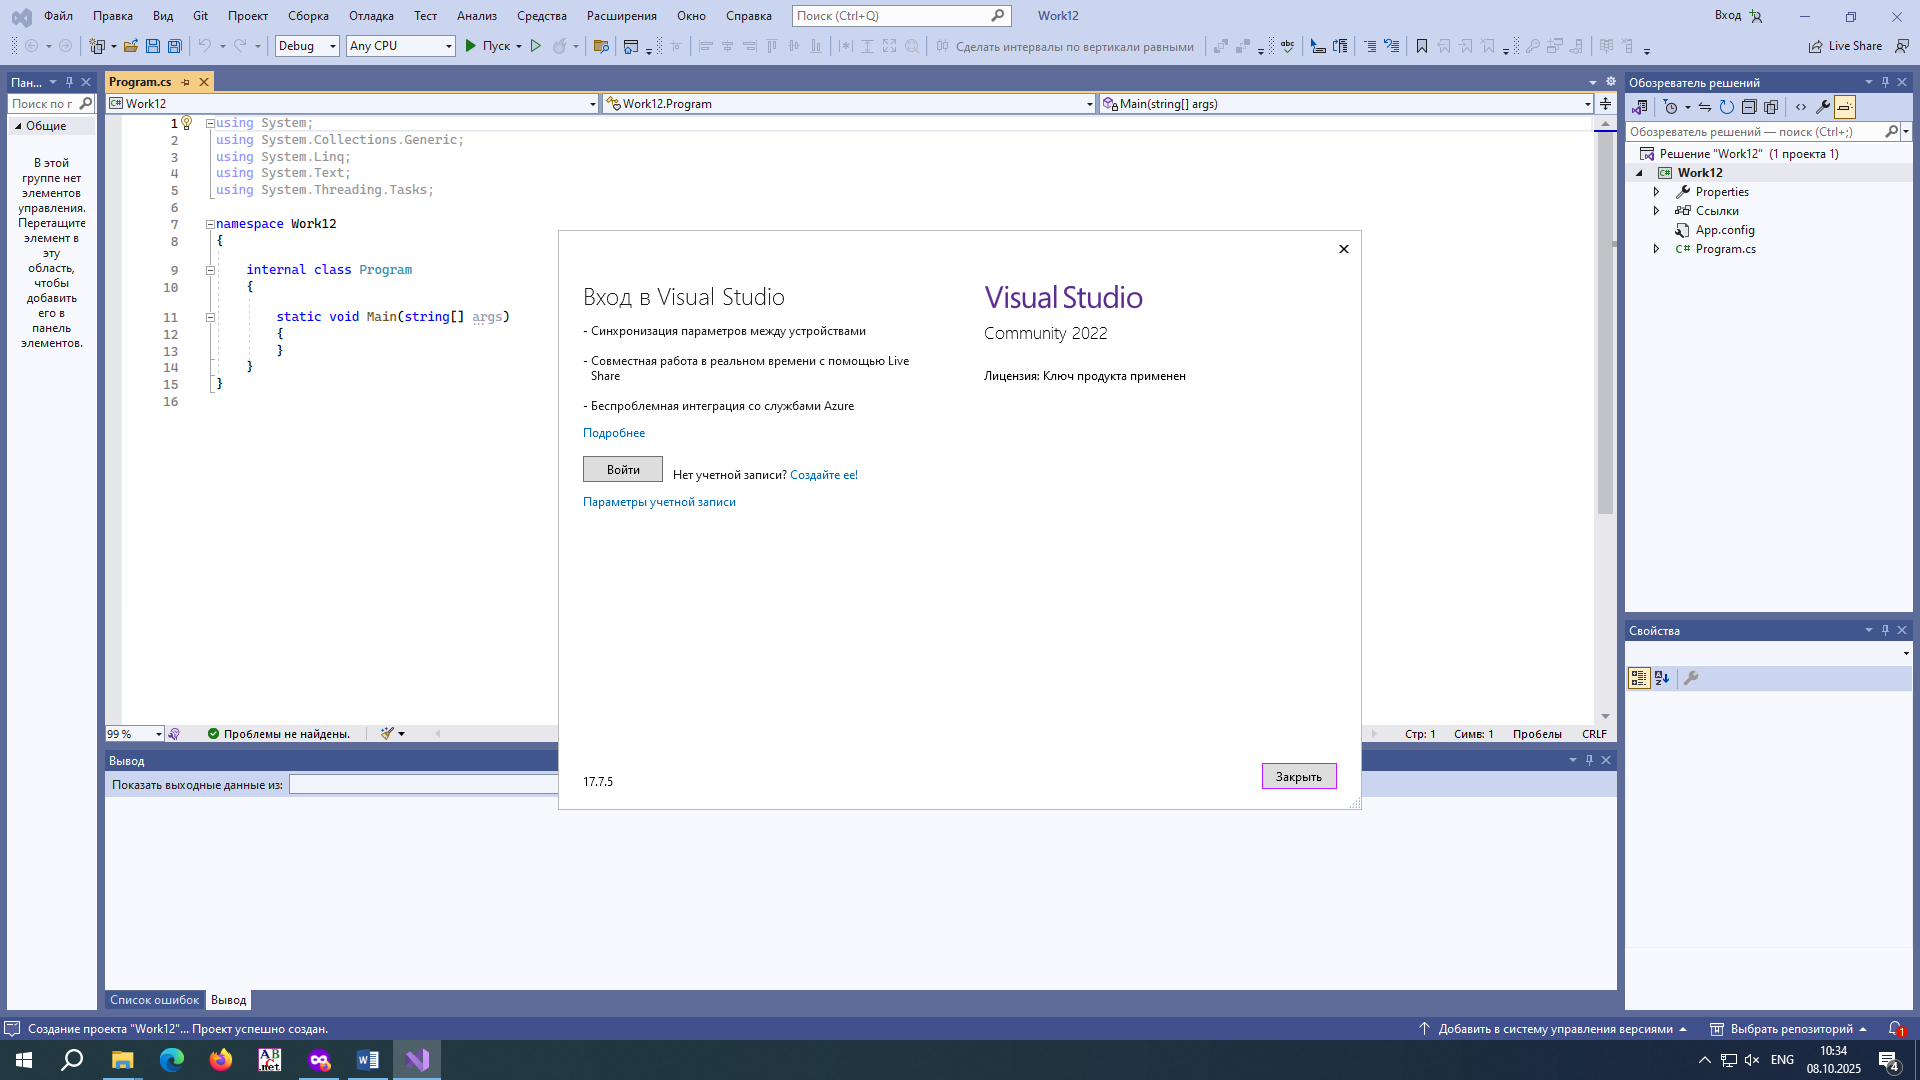 Файл Правка Вид Git Проект Сборка Отладка Тест Анализ Средства Расширения Окно Справка Поиск (Ctrl+Q) Work12 Вход
Debug Any CPU Пуск Сделать интервалы по вертикали равными abc Live Share
Пан...
Поиск по г
Общие
В этой
группе нет
элементов
управления.
Перетащите
элемент в
эту
область,
чтобы
добавить
его в
панель
элементов.
Program.cs
C# Work12 Work12.Program Main(string[] args)
1 using System;
2 using System.Collections.Generic;
3 using System.Linq;
4 using System.Text;
5 using System.Threading.Tasks;
6
7 namespace Work12
8 {
9 internal class Program
10 {
11 static void Main(string[] args)
12 {
13 }
14 }
15 }
16
99 % Проблемы не найдены. Стр: 1 Симв: 1 Пробелы CRLF
Вход в Visual Studio
- Синхронизация параметров между устройствами
- Совместная работа в реальном времени с помощью Live
Share
- Беспроблемная интеграция со службами Azure
Подробнее
Войти Нет учетной записи? Создайте ее!
Параметры учетной записи
17.7.5
Visual Studio
Community 2022
Лицензия: Ключ продукта применен
Закрыть
Обозреватель решений
Обозреватель решений — поиск (Ctrl+;)
Решение "Work12" (1 проекта 1)
C# Work12
Properties
Ссылки
App.config
C# Program.cs
Свойства
Вывод
Показать выходные данные из:
Список ошибок Вывод
Создание проекта "Work12"... Проект успешно создан. Добавить в систему управления версиями Выбрать репозиторий 1
ABC .net W ENG 10:34
08.10.2025 4